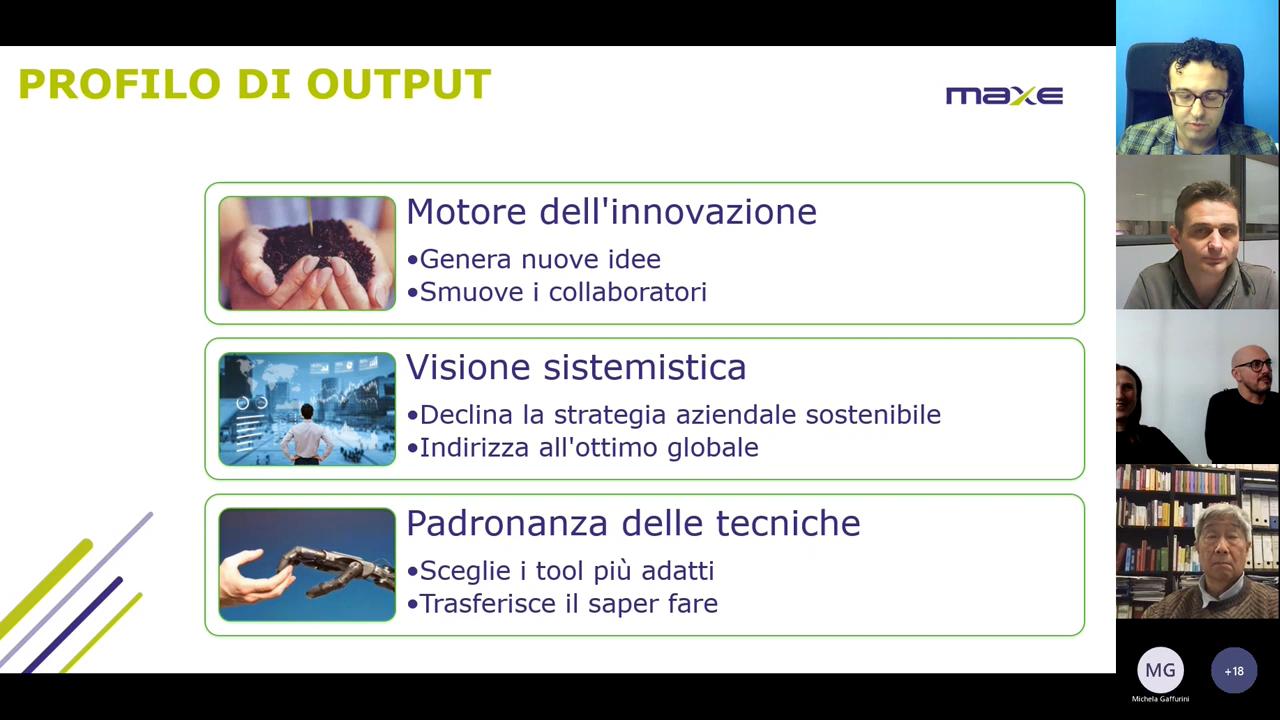 PROFILO DI OUTPUT
maxe
Motore dell'innovazione
•Genera nuove idee
•Smuove i collaboratori
Visione sistemistica
•Declina la strategia aziendale sostenibile
•Indirizza all'ottimo globale
Padronanza delle tecniche
•Sceglie i tool più adatti
•Trasferisce il saper fare
MG
+18
Michela Gaffurini